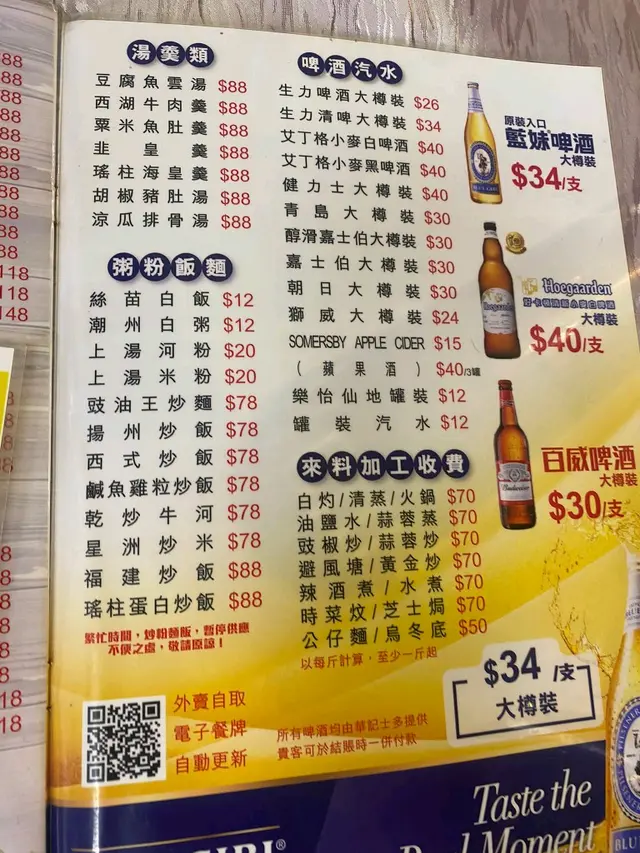 湯羹類
豆腐魚雲湯 $88
西湖牛肉羹 $88
粟米魚肚羹 $88
韭皇羹 $88
瑤柱海皇羹 $88
胡椒豬肚湯 $88
涼瓜排骨湯 $88
粥粉飯麵
絲苗白飯 $12
潮州白粥 $12
上湯河粉 $20
上湯米粉 $20
豉油王炒麵 $78
揚州炒飯 $78
西式炒飯 $78
鹹魚雞粒炒飯 $78
乾炒牛河 $78
星洲炒米 $78
福建炒飯 $88
瑤柱蛋白炒飯 $88
繁忙時間，炒粉麵飯，暫停供應
不便之處，敬請原諒！
外賣自取
電子餐牌
自動更新
啤酒汽水
生力啤酒大樽裝 $26
生力清啤大樽裝 $34
艾丁格小麥白啤酒 $40
艾丁格小麥黑啤酒 $40
健力士大樽裝 $40
青島大樽裝 $30
醇滑嘉士伯大樽裝 $30
嘉士伯大樽裝 $30
朝日大樽裝 $30
獅威大樽裝 $24
SOMERSBY APPLE CIDER $15
（蘋果酒） $40/3罐
樂怡仙地罐裝 $12
罐裝汽水 $12
來料加工收費
白灼/清蒸/火鍋 $70
油鹽水/蒜蓉蒸 $70
豉椒炒/蒜蓉炒 $70
避風塘/黃金炒 $70
辣酒煮/水煮 $70
時菜炆/芝士焗 $70
公仔麵/烏冬底 $50
以每斤計算，至少一斤起
所有啤酒均由華記士多提供
貴客可於結賬時一併付款
原裝入口
藍妹啤酒
大樽裝
$34/支
Hoegaarden
大樽裝
$40/支
百威啤酒
大樽裝
$30/支
Budweiser
$34/支
大樽裝
Taste the
Moment
BLU
88
88
88
88
88
88
88
88
88
118
118
148